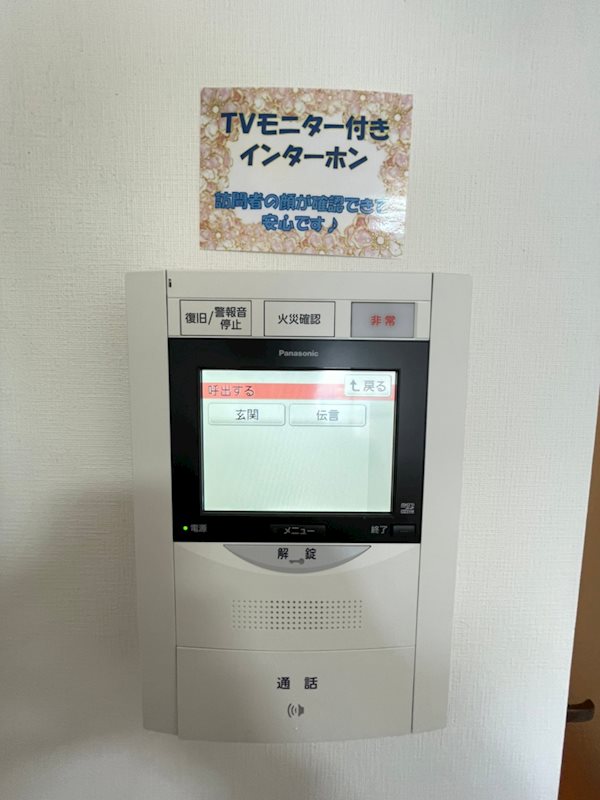 TVモニター付き
インターホン
訪問者の顔が確認できて
安心です♪
復旧/警報音停止
火災確認
非常
Panasonic
呼出する
戻る
玄関
伝言
電源
メニュー
終了
解 錠
通 話